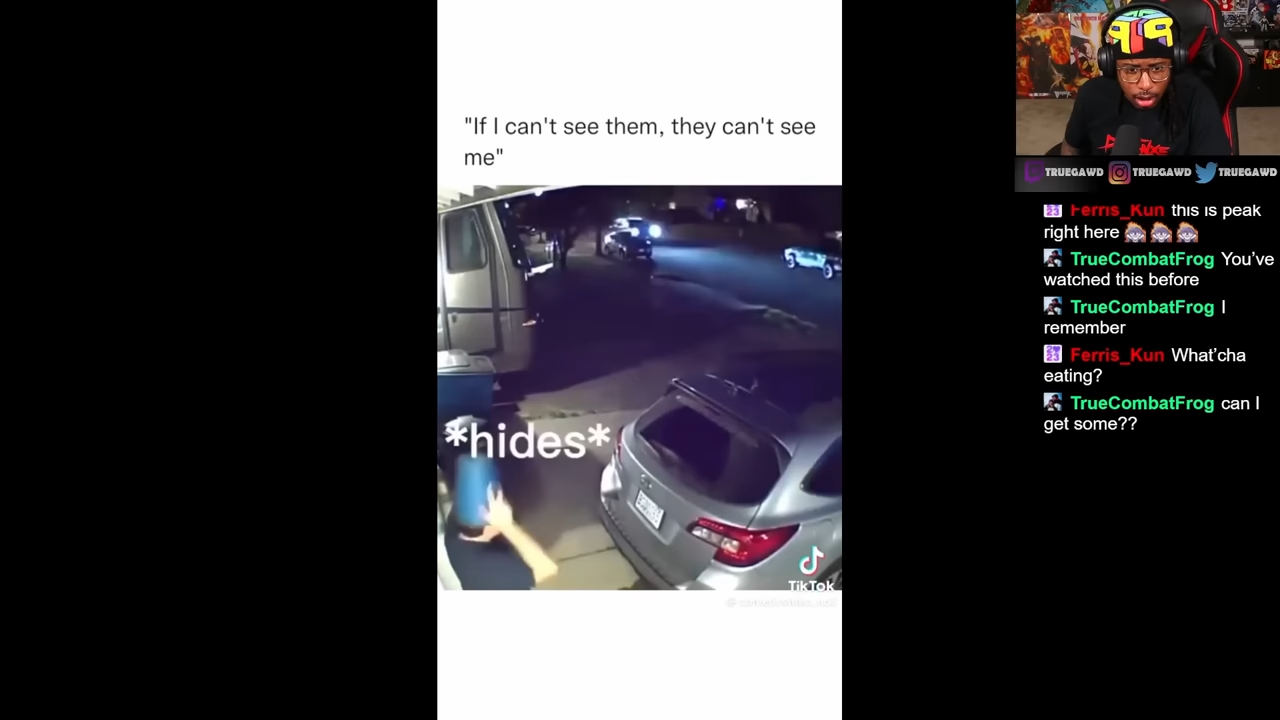 "If I can't see them, they can't see
me"
*hides*
TikTok
TRUEGAWD TRUEGAWD TRUEGAWD
Ferris_Kun this is peak
right here
TrueCombatFrog You've
watched this before
TrueCombatFrog I
remember
Ferris_Kun What'cha
eating?
TrueCombatFrog can I
get some??